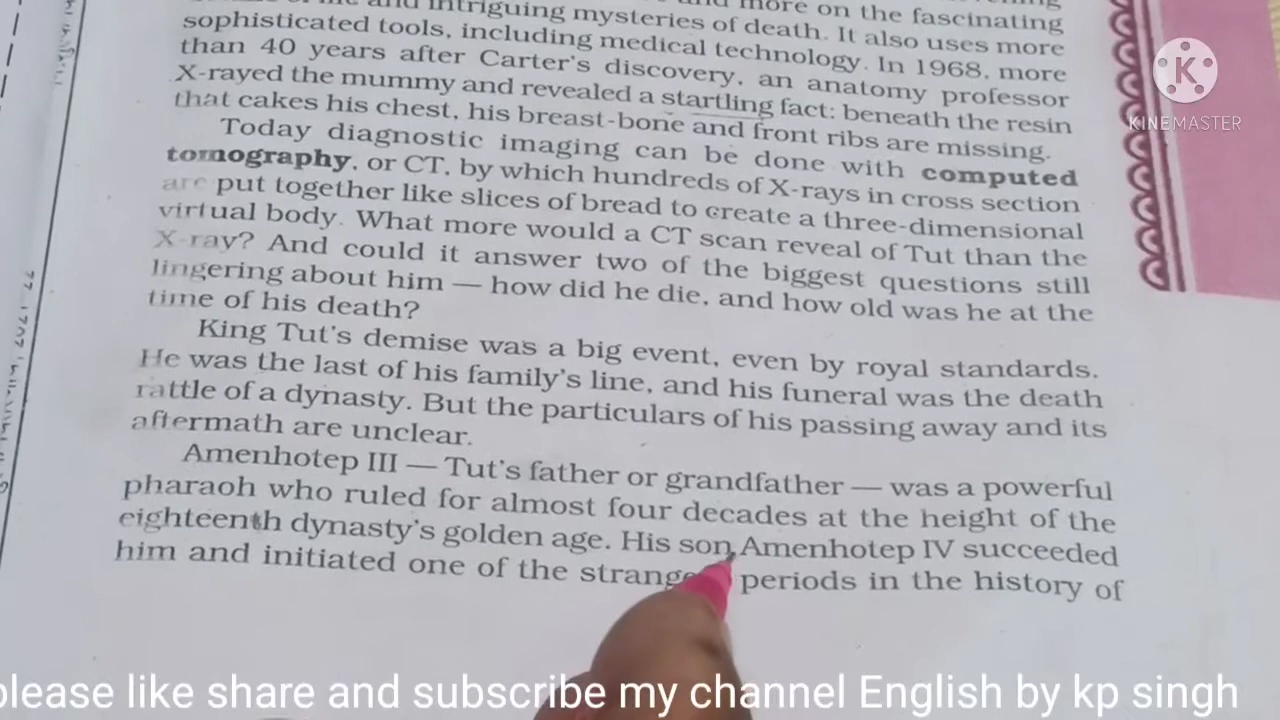 and more on the fascinating
and intriguing mysteries of death. It also uses more
sophisticated tools, including medical technology. In 1968, more
than 40 years after Carter's discovery, an anatomy professor
X-rayed the mummy and revealed a startling fact: beneath the resin
that cakes his chest, his breast-bone and front ribs are missing.
Today diagnostic imaging can be done with computed
tomography, or CT, by which hundreds of X-rays in cross section
are put together like slices of bread to create a three-dimensional
virtual body. What more would a CT scan reveal of Tut than the
X-ray? And could it answer two of the biggest questions still
lingering about him — how did he die, and how old was he at the
time of his death?
King Tut's demise was a big event, even by royal standards.
He was the last of his family's line, and his funeral was the death
rattle of a dynasty. But the particulars of his passing away and its
aftermath are unclear.
Amenhotep III — Tut's father or grandfather — was a powerful
pharaoh who ruled for almost four decades at the height of the
eighteenth dynasty's golden age. His son Amenhotep IV succeeded
him and initiated one of the periods in the history of
K
KINEMASTER
please like share and subscribe my channel English by kp singh